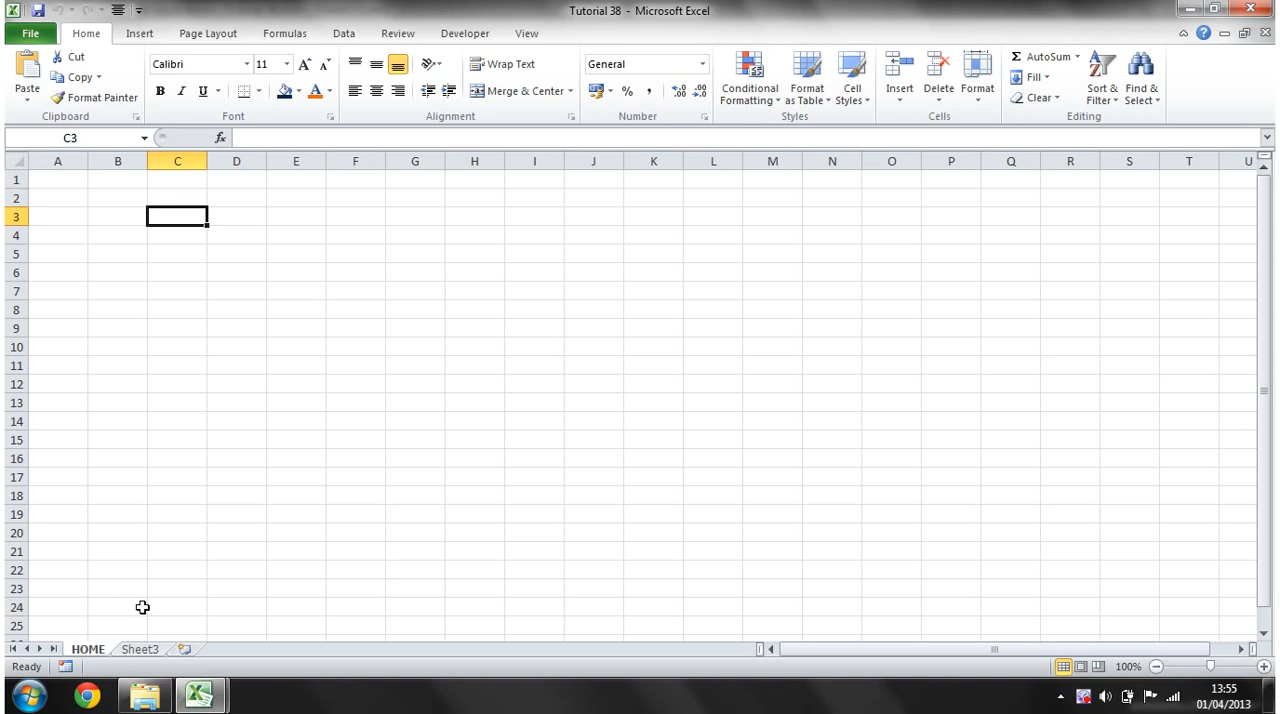 Tutorial 38 - Microsoft Excel
File Home Insert Page Layout Formulas Data Review Developer View
Paste Cut Copy Format Painter Clipboard
Calibri 11 B I U Font
Wrap Text Merge & Center Alignment
General % , Number
Conditional Formatting Format as Table Cell Styles Styles
Insert Delete Format Cells
Σ AutoSum Fill Clear Sort & Filter Find & Select Editing
C3 fx
A B C D E F G H I J K L M N O P Q R S T U
1
2
3
4
5
6
7
8
9
10
11
12
13
14
15
16
17
18
19
20
21
22
23
24
25
HOME Sheet3
Ready 100%
13:55
01/04/2013